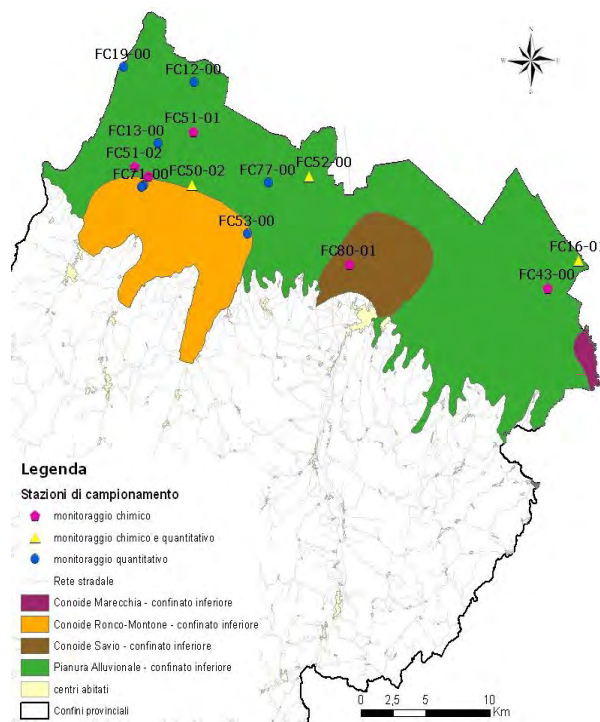 N
W
E
S
FC19-00
FC12-00
FC51-01
FC13-00
FC51-02
FC71-00
FC50-02
FC77-00
FC52-00
FC53-00
FC80-01
FC16-01
FC43-00
Legenda
Stazioni di campionamento
monitoraggio chimico
monitoraggio chimico e quantitativo
monitoraggio quantitativo
Rete stradale
Conoide Marecchia - confinato inferiore
Conoide Ronco-Montone - confinato inferiore
Conoide Savio - confinato inferiore
Pianura Alluvionale - confinato inferiore
centri abitati
Confini provinciali
0 2,5 5 10
Km